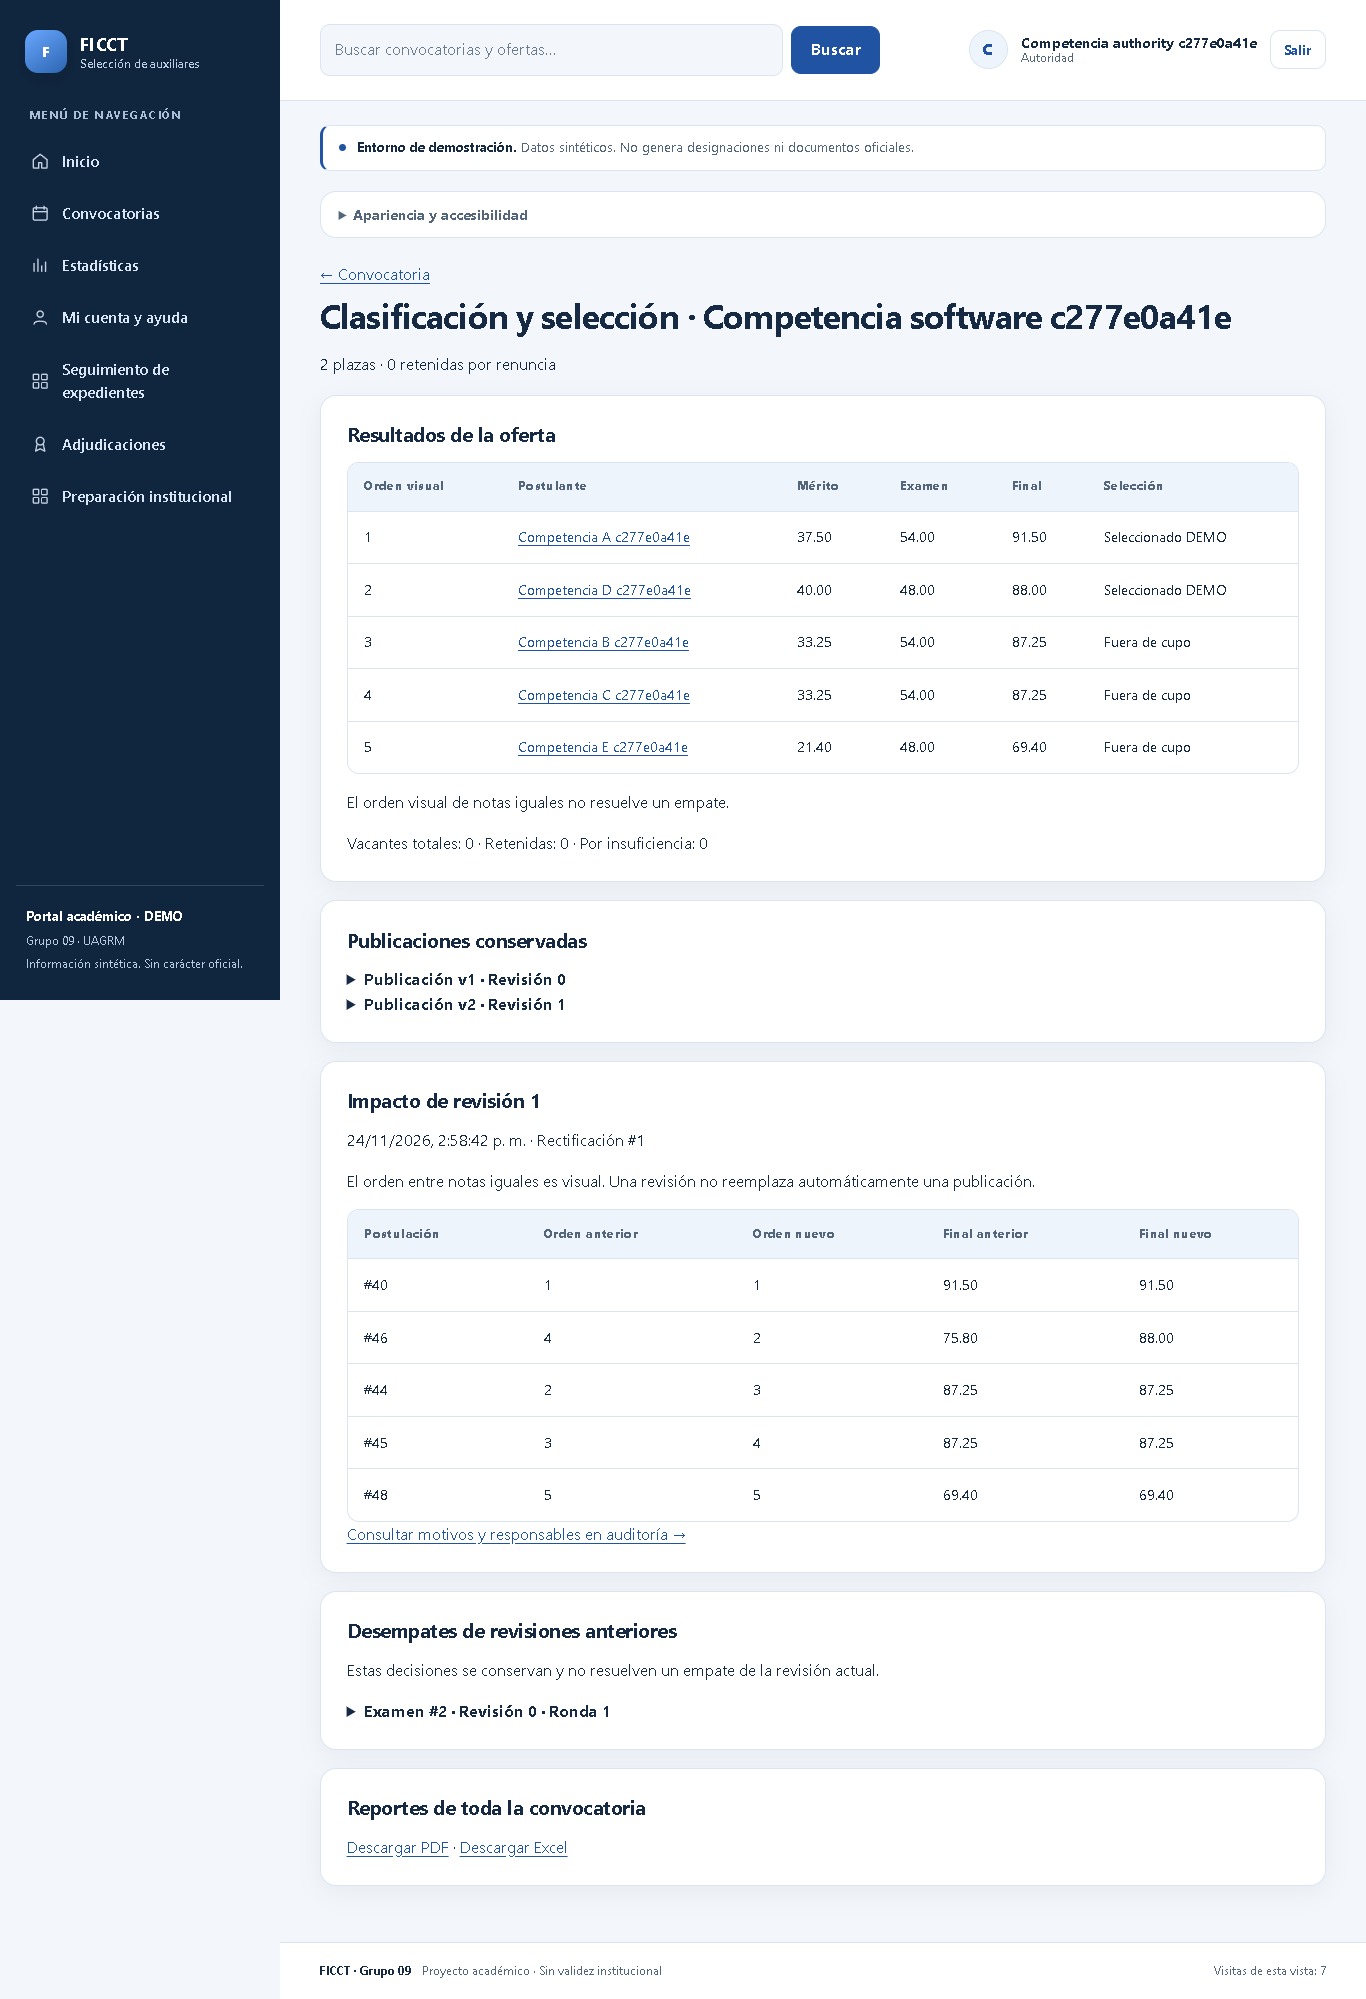 F
FICCT
Selección de auxiliares
MENÚ DE NAVEGACIÓN
Inicio
Convocatorias
Estadísticas
Mi cuenta y ayuda
Seguimiento de
expedientes
Adjudicaciones
Preparación institucional
Portal académico · DEMO
Grupo 09 · UAGRM
Información sintética. Sin carácter oficial.
Buscar convocatorias y ofertas...
Buscar
C
Competencia authority c277e0a41e
Autoridad
Salir
Entorno de demostración. Datos sintéticos. No genera designaciones ni documentos oficiales.
▶ Apariencia y accesibilidad
← Convocatoria
Clasificación y selección · Competencia software c277e0a41e
2 plazas · 0 retenidas por renuncia
Resultados de la oferta
Orden visual Postulante Mérito Examen Final Selección
1 Competencia A c277e0a41e 37.50 54.00 91.50 Seleccionado DEMO
2 Competencia D c277e0a41e 40.00 48.00 88.00 Seleccionado DEMO
3 Competencia B c277e0a41e 33.25 54.00 87.25 Fuera de cupo
4 Competencia C c277e0a41e 33.25 54.00 87.25 Fuera de cupo
5 Competencia E c277e0a41e 21.40 48.00 69.40 Fuera de cupo
El orden visual de notas iguales no resuelve un empate.
Vacantes totales: 0 · Retenidas: 0 · Por insuficiencia: 0
Publicaciones conservadas
▶ Publicación v1 · Revisión 0
▶ Publicación v2 · Revisión 1
Impacto de revisión 1
24/11/2026, 2:58:42 p. m. · Rectificación #1
El orden entre notas iguales es visual. Una revisión no reemplaza automáticamente una publicación.
Postulación Orden anterior Orden nuevo Final anterior Final nuevo
#40 1 1 91.50 91.50
#46 4 2 75.80 88.00
#44 2 3 87.25 87.25
#45 3 4 87.25 87.25
#48 5 5 69.40 69.40
Consultar motivos y responsables en auditoría →
Desempates de revisiones anteriores
Estas decisiones se conservan y no resuelven un empate de la revisión actual.
▶ Examen #2 · Revisión 0 · Ronda 1
Reportes de toda la convocatoria
Descargar PDF · Descargar Excel
FICCT · Grupo 09 Proyecto académico · Sin validez institucional
Visitas de esta vista: 7